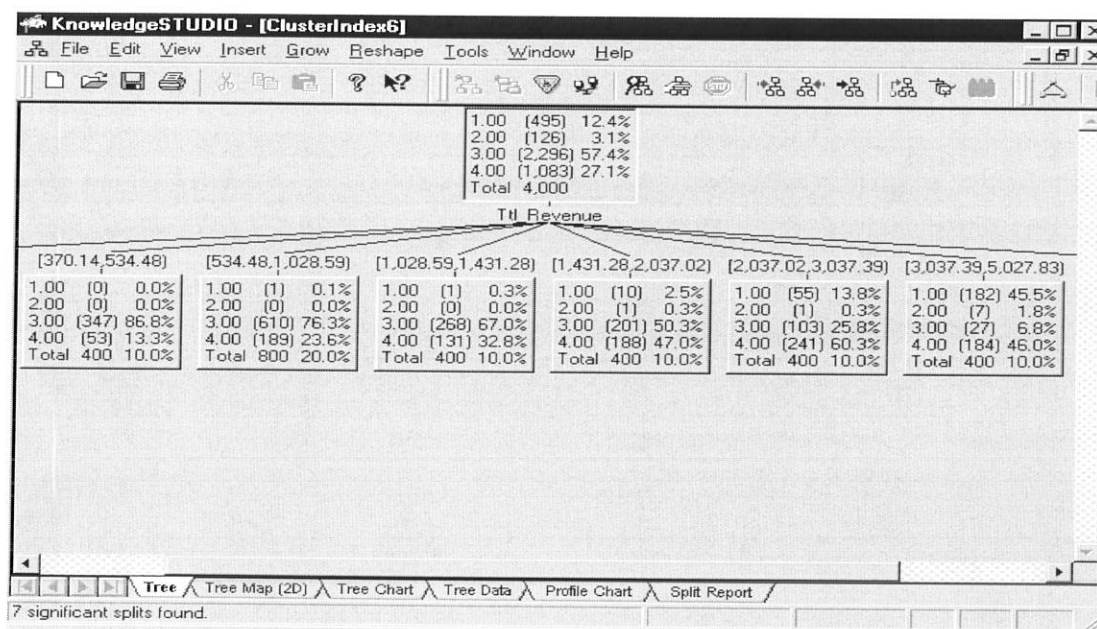 KnowledgeSTUDIO - [ClusterIndex6]
File Edit View Insert Grow Reshape Tools Window Help
1.00 (495) 12.4%
2.00 (126) 3.1%
3.00 (2,296) 57.4%
4.00 (1,083) 27.1%
Total 4,000
Ttl Revenue
[370.14,534.48)
1.00 (0) 0.0%
2.00 (0) 0.0%
3.00 (347) 86.8%
4.00 (53) 13.3%
Total 400 10.0%
[534.48,1,028.59)
1.00 (1) 0.1%
2.00 (0) 0.0%
3.00 (610) 76.3%
4.00 (189) 23.6%
Total 800 20.0%
[1,028.59,1,431.28)
1.00 (1) 0.3%
2.00 (0) 0.0%
3.00 (268) 67.0%
4.00 (131) 32.8%
Total 400 10.0%
[1,431.28,2,037.02)
1.00 (10) 2.5%
2.00 (1) 0.3%
3.00 (201) 50.3%
4.00 (188) 47.0%
Total 400 10.0%
[2,037.02,3,037.39)
1.00 (55) 13.8%
2.00 (1) 0.3%
3.00 (103) 25.8%
4.00 (241) 60.3%
Total 400 10.0%
[3,037.39,5,027.83)
1.00 (182) 45.5%
2.00 (7) 1.8%
3.00 (27) 6.8%
4.00 (184) 46.0%
Total 400 10.0%
Tree Tree Map (2D) Tree Chart Tree Data Profile Chart Split Report
7 significant splits found.